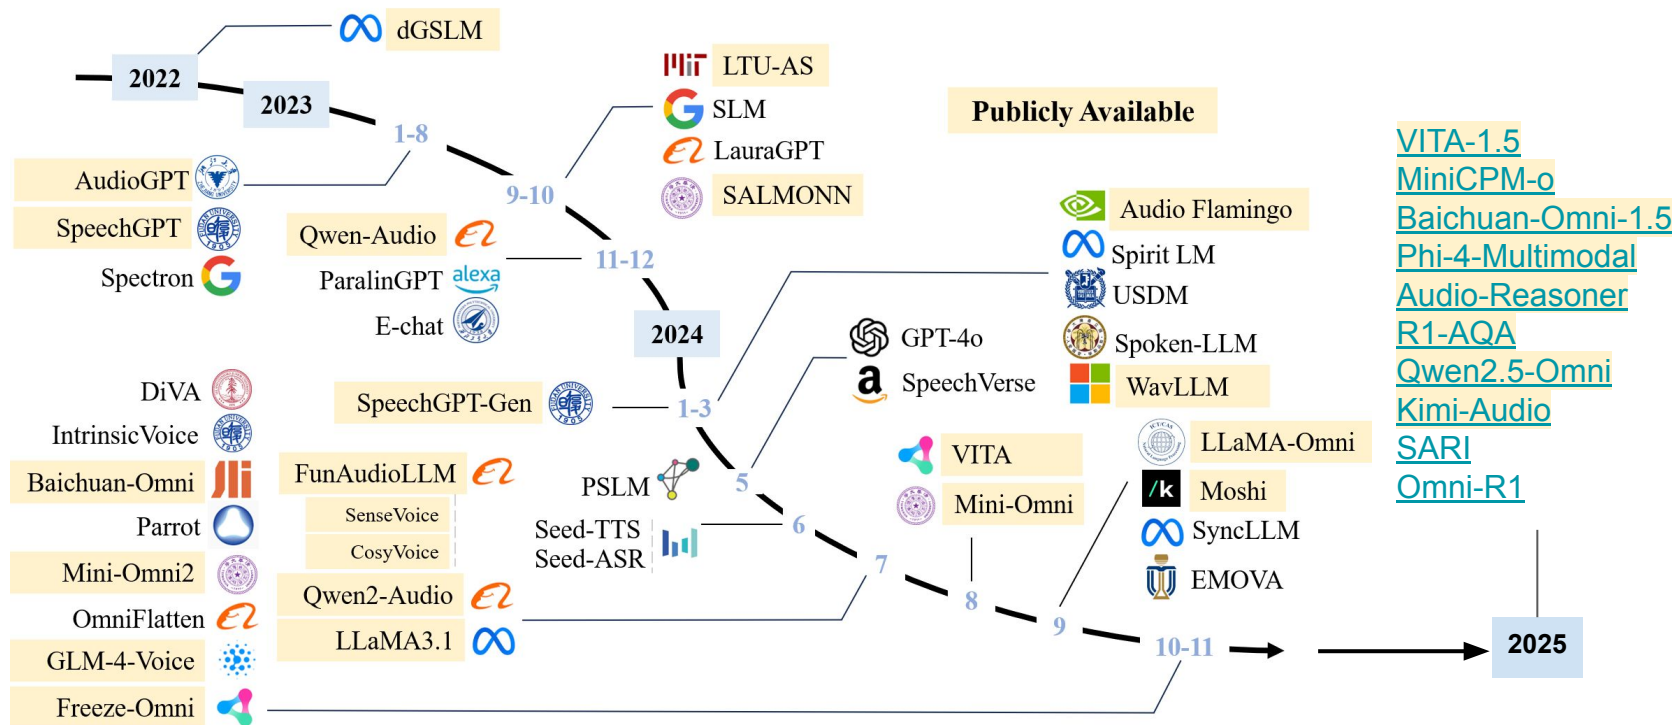 dGSLM
2022
2023
1-8
AudioGPT
SpeechGPT
Spectron
MiT
LTU-AS
SLM
LauraGPT
SALMONN
9-10
Publicly Available
Qwen-Audio
ParalinGPT
alexa
E-chat
11-12
2024
Audio Flamingo
Spirit LM
USDM
Spoken-LLM
WavLLM
SpeechGPT-Gen
1-3
GPT-4o
a
SpeechVerse
5
PSLM
Seed-TTS
Seed-ASR
6
FunAudioLLM
SenseVoice
CosyVoice
Qwen2-Audio
LLaMA3.1
7
VITA
Mini-Omni
8
LLaMA-Omni
/k
Moshi
SyncLLM
EMOVA
9
DiVA
IntrinsicVoice
Baichuan-Omni
Parrot
Mini-Omni2
OmniFlatten
GLM-4-Voice
Freeze-Omni
10-11
VITA-1.5
MiniCPM-o
Baichuan-Omni-1.5
Phi-4-Multimodal
Audio-Reasoner
R1-AQA
Qwen2.5-Omni
Kimi-Audio
SARI
Omni-R1
2025